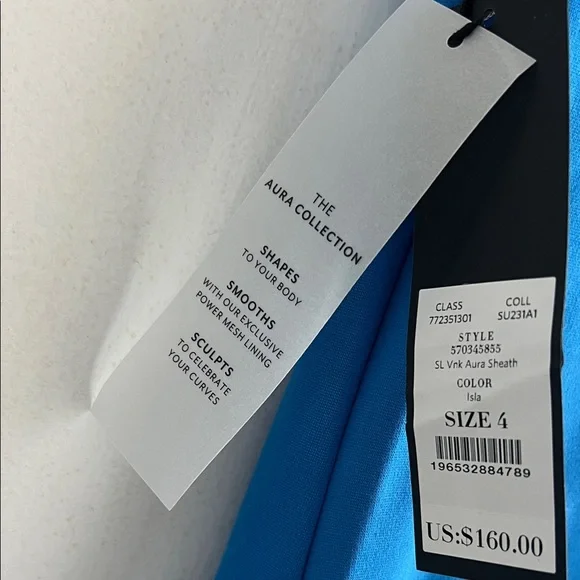 THE
AURA COLLECTION
SHAPES
TO YOUR BODY
SMOOTHS
WITH OUR EXCLUSIVE
POWER MESH LINING
SCULPTS
TO CELEBRATE
YOUR CURVES
CLASS COLL
772351301 SU231A1
STYLE
570345855
SL Vnk Aura Sheath
COLOR
Isla
SIZE 4
196532884789
US:$160.00